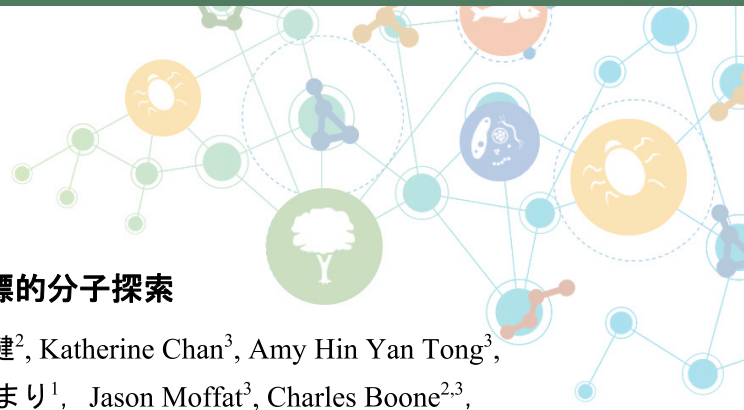 標的分子探索
健², Katherine Chan³, Amy Hin Yan Tong³,
まり¹, Jason Moffat³, Charles Boone²,³,